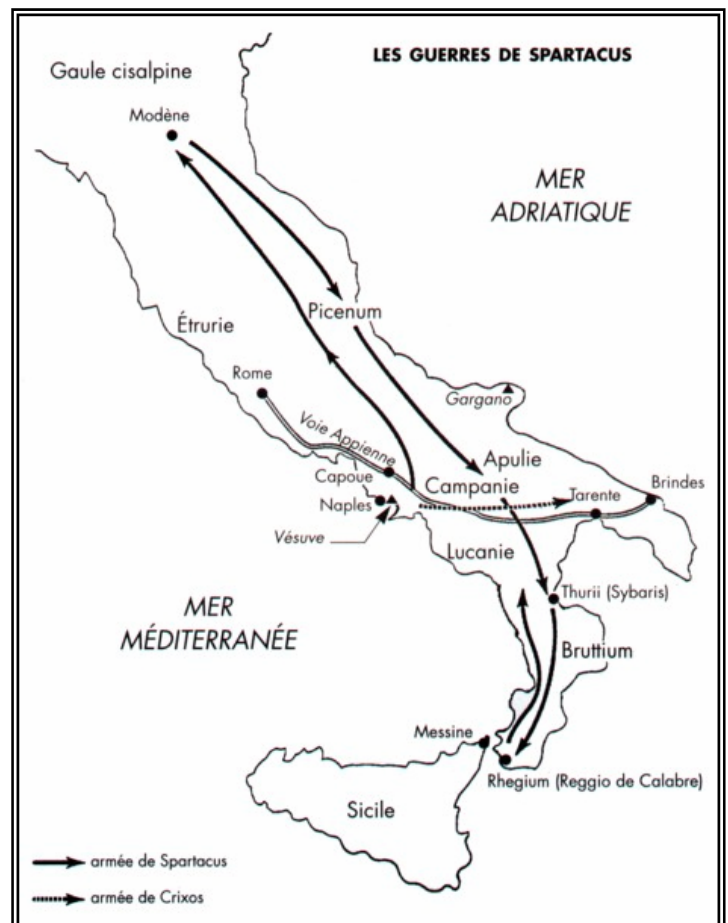 LES GUERRES DE SPARTACUS
Gaule cisalpine
Modène
MER
ADRIATIQUE
Picenum
Étrurie
Rome
Gargano
Voie Appienne
Apulie
Capoue
Campanie
Brindes
Tarente
Naples
Vésuve
Lucanie
Thurii (Sybaris)
MER
MÉDITERRANÉE
Bruttium
Messine
Rhegium (Reggio de Calabre)
Sicile
armée de Spartacus
armée de Crixos